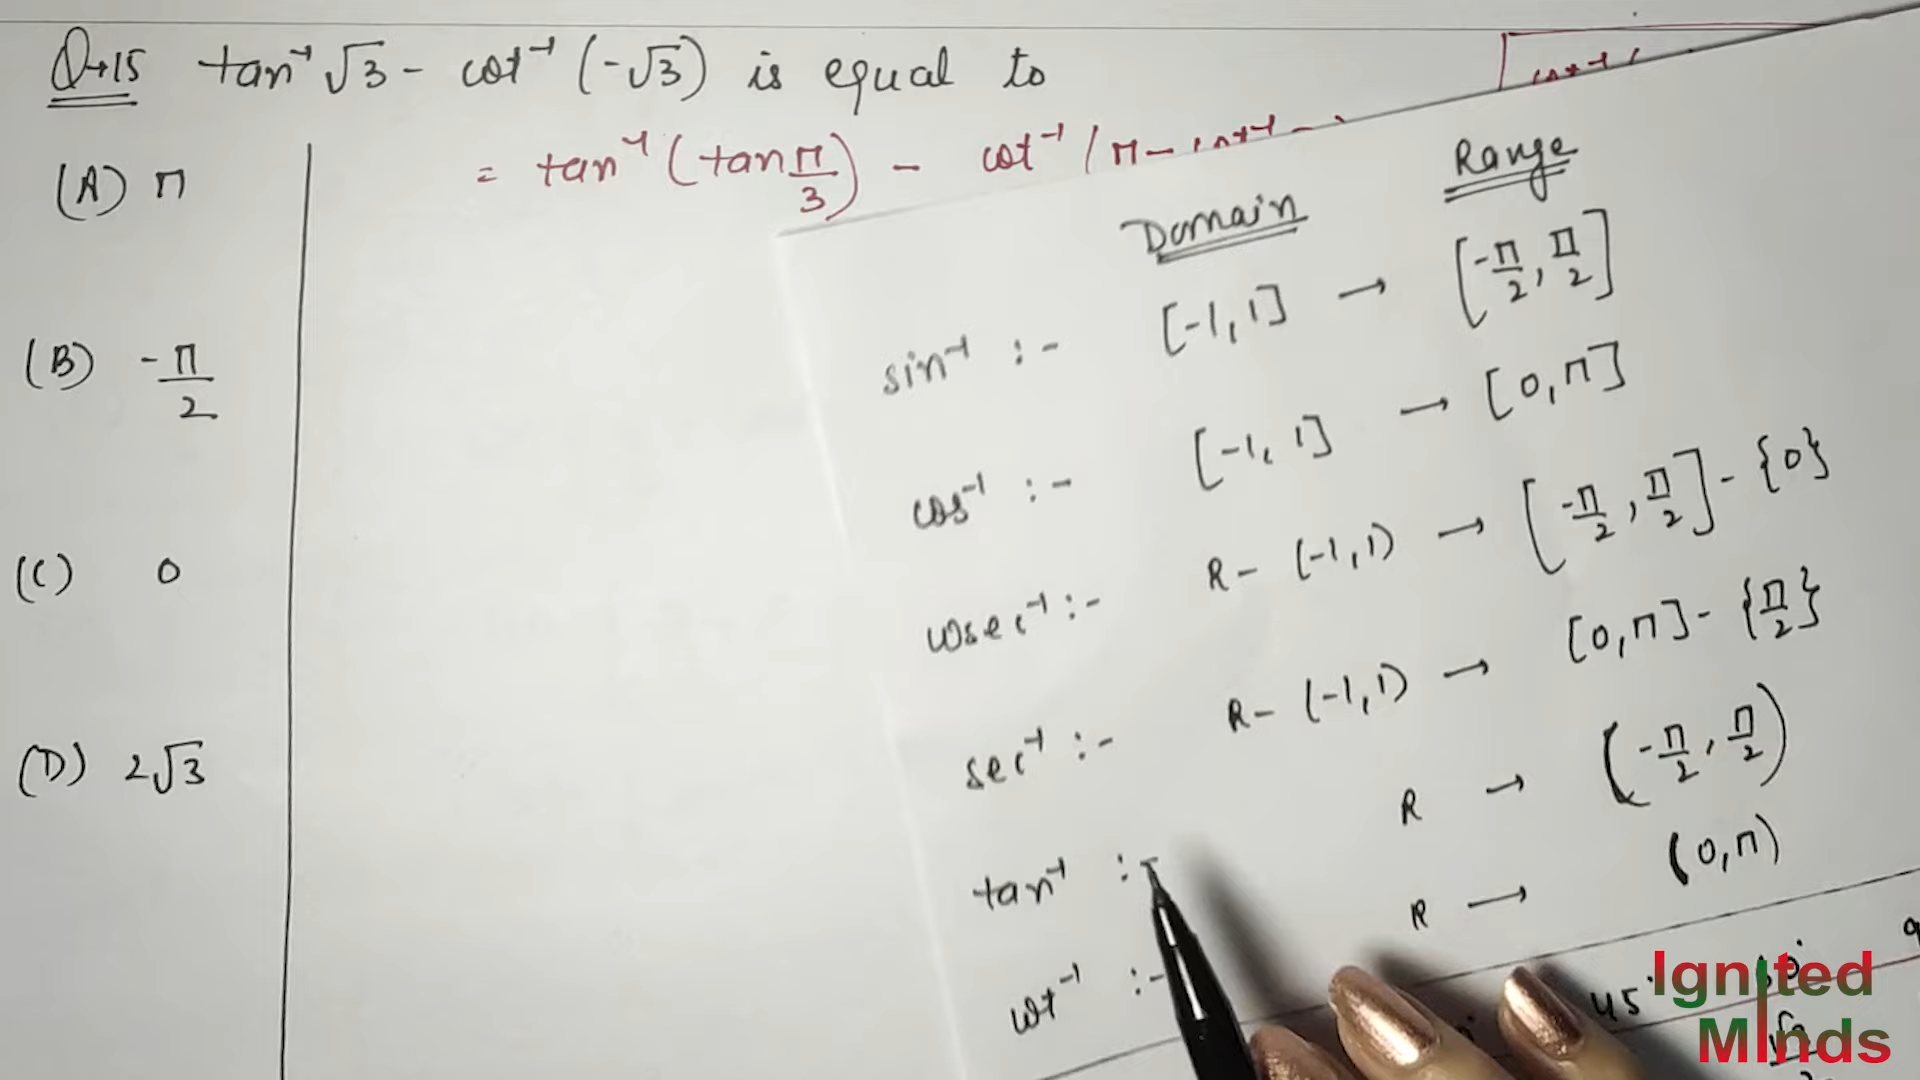 Q→15 tan⁻¹ √3 - cot⁻¹ (-√3) is equal to
= tan⁻¹ (tan π/3) - cot⁻¹ (π -
(A) π
(B) -π/2
(C) 0
(D) 2√3
Domain Range
sin⁻¹ :- [-1, 1] → [-π/2, π/2]
cos⁻¹ :- [-1, 1] → [0, π]
cosec⁻¹ :- R - (-1, 1) → [-π/2, π/2] - {0}
sec⁻¹ :- R - (-1, 1) → [0, π] - {π/2}
tan⁻¹ :- R → (-π/2, π/2)
cot⁻¹ :- R → (0, π)
45°
Ignited
Minds